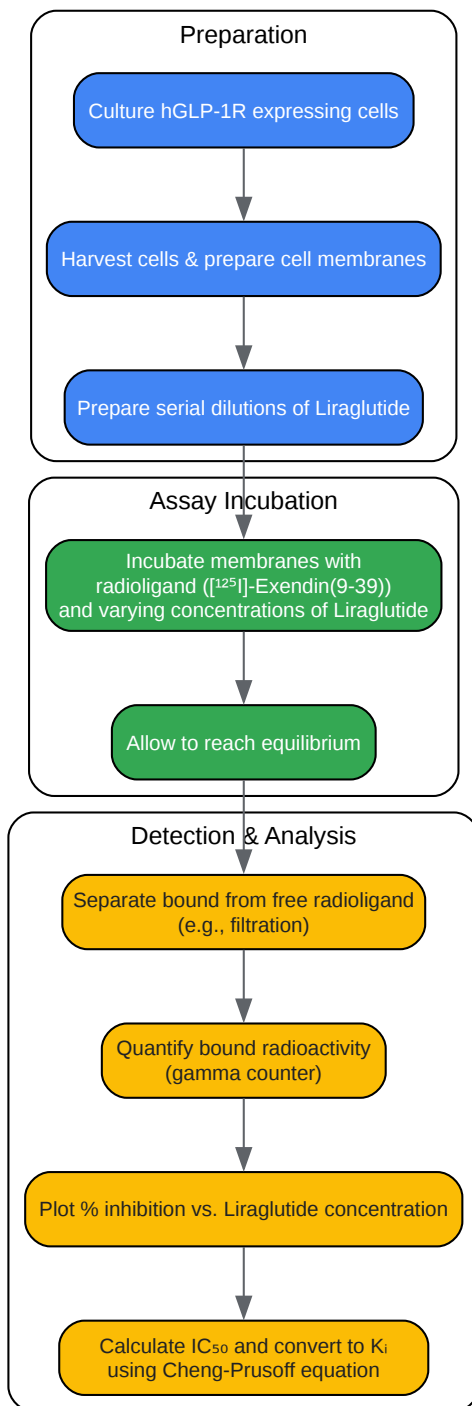 Preparation
Culture hGLP-1R expressing cells
Harvest cells & prepare cell membranes
Prepare serial dilutions of Liraglutide
Assay Incubation
Incubate membranes with
radioligand ([¹²⁵I]-Exendin(9-39))
and varying concentrations of Liraglutide
Allow to reach equilibrium
Detection & Analysis
Separate bound from free radioligand
(e.g., filtration)
Quantify bound radioactivity
(gamma counter)
Plot % inhibition vs. Liraglutide concentration
Calculate IC₅₀ and convert to Kᵢ
using Cheng-Prusoff equation